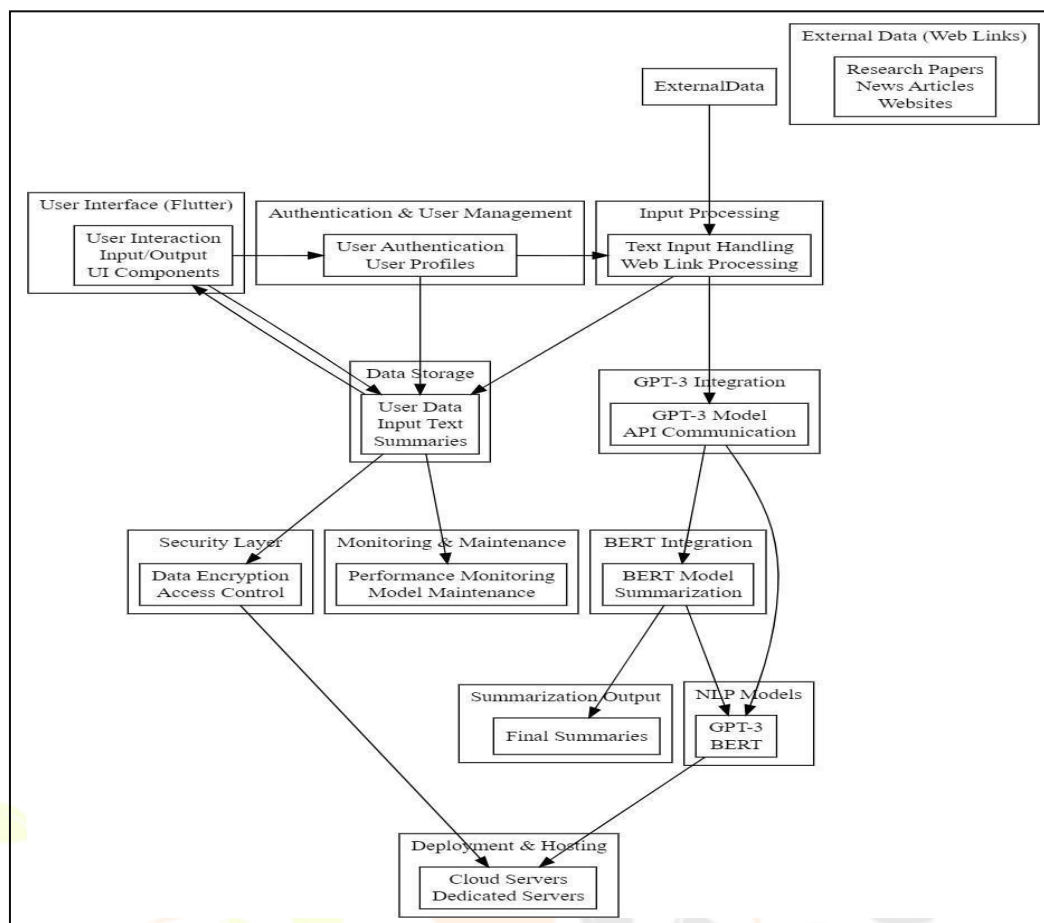 External Data (Web Links)
Research Papers
News Articles
Websites
ExternalData
User Interface (Flutter)
User Interaction
Input/Output
UI Components
Authentication & User Management
User Authentication
User Profiles
Input Processing
Text Input Handling
Web Link Processing
Data Storage
User Data
Input Text
Summaries
GPT-3 Integration
GPT-3 Model
API Communication
Security Layer
Data Encryption
Access Control
Monitoring & Maintenance
Performance Monitoring
Model Maintenance
BERT Integration
BERT Model
Summarization
Summarization Output
Final Summaries
NLP Models
GPT-3
BERT
Deployment & Hosting
Cloud Servers
Dedicated Servers